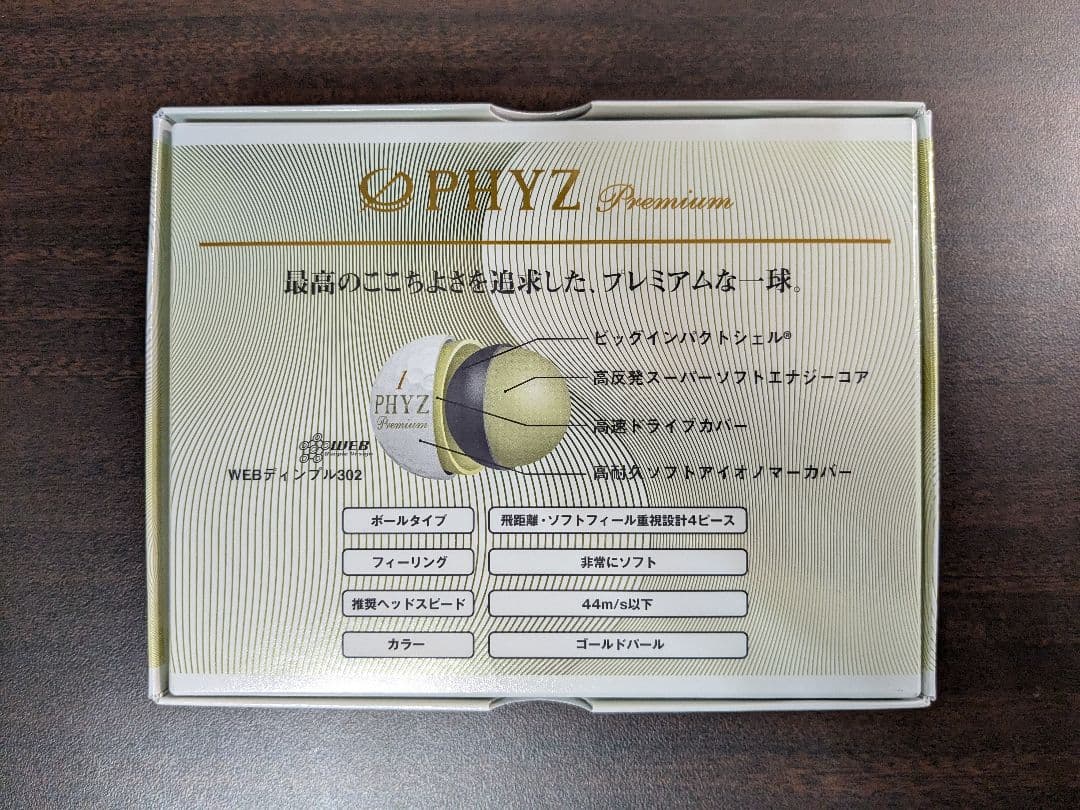 PHYZ Premium
最高のここちよさを追求した、プレミアムな一球。
ビッグインパクトシェル®
高反発スーパーソフトエナジーコア
1
PHYZ
Premium
高速ドライブカバー
WEB
WEBディンプル302
高耐久ソフトアイオノマーカバー
ボールタイプ 飛距離・ソフトフィール重視設計4ピース
フィーリング 非常にソフト
推奨ヘッドスピード 44m/s以下
カラー ゴールドパール